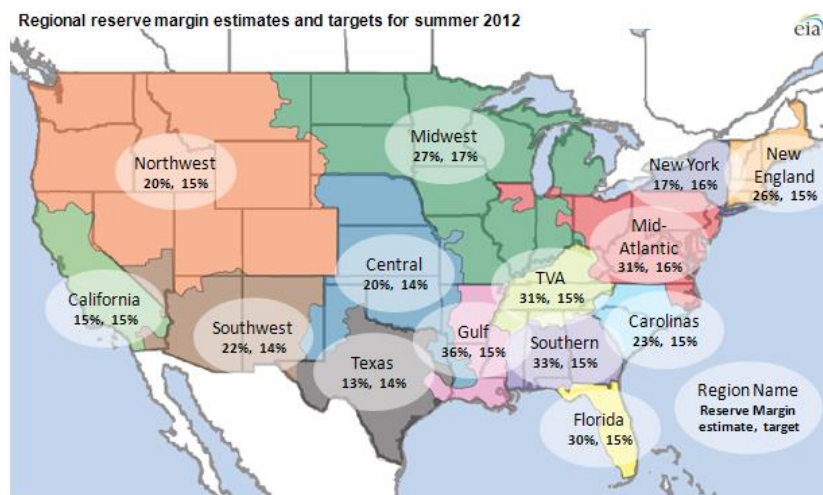 Regional reserve margin estimates and targets for summer 2012
eia
Northwest
20%, 15%
Midwest
27%, 17%
New York
17%, 16%
New
England
26%, 15%
Mid-
Atlantic
31%, 16%
Central
20%, 14%
TVA
31%, 15%
California
15%, 15%
Southwest
22%, 14%
Texas
13%, 14%
Gulf
36%, 15%
Southern
33%, 15%
Carolinas
23%, 15%
Florida
30%, 15%
Region Name
Reserve Margin
estimate, target